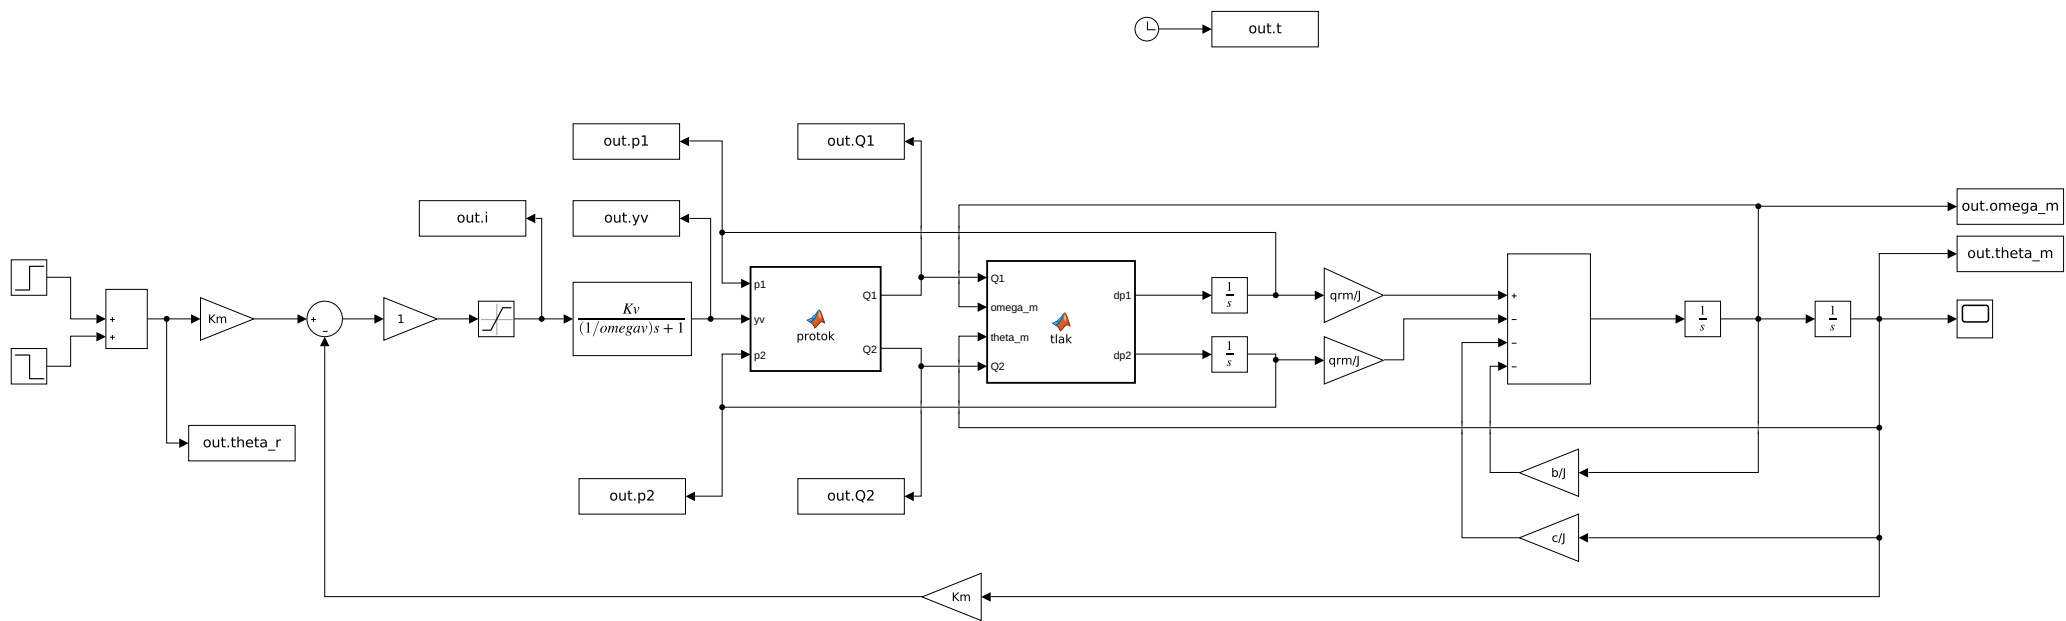 out.t
out.p1
out.Q1
out.i
out.yv
out.omega_m
out.theta_m
+
+
Km
+
−
1
Kv
(1/omegav)s + 1
p1
yv
p2
protok
Q1
Q2
Q1
omega_m
theta_m
Q2
tlak
dp1
dp2
1
s
1
s
qrm/J
qrm/J
+
−
−
−
1
s
1
s
out.theta_r
out.p2
out.Q2
b/J
c/J
Km